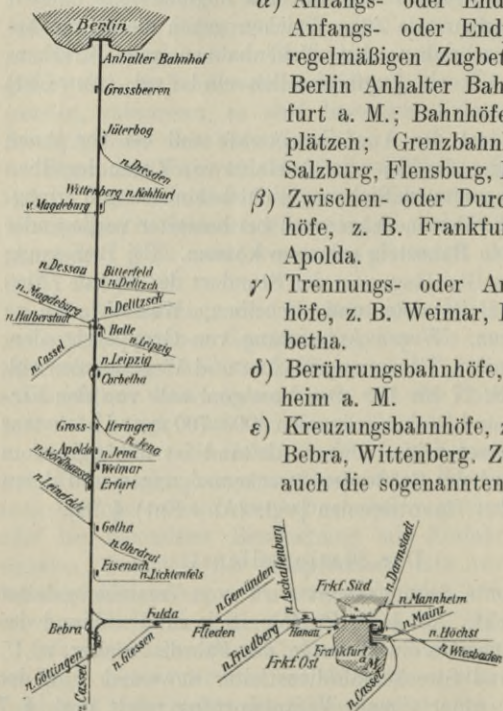 Berlin
Anhalter Bahnhof
Grossbeeren
Jüterbog
n. Dresden
Wittenberg n. Kohlfurt
v. Magdeburg
n. Dessau
Bitterfeld
n. Delitzch
n. Magdeburg
n. Delitzsch
n. Halberstadt
Halle
n. Leipzig
n. Cassel
n. Leipzig
Corbetha
Gross-
Heringen
n. Jena
Apolda
n. Jena
n. Nordhausen
Weimar
Erfurt
n. Leinefelde
Gotha
n. Ohrdruf
Eisenach
n. Lichtenfels
Bebra
Fulda
n. Gemünden
n. Göttingen
n. Cassel
n. Giessen
Flieden
n. Friedberg
n. Aschaffenburg
Hanau
Frkf. Süd
n. Darmstadt
n. Mannheim
n. Mainz
n. Höchst
n. Wiesbaden
Frkf. Ost
Frankfurt
a. M.
n. Cassel
α) Anfangs- oder End
Anfangs- oder End
regelmäßigen Zugbet
Berlin Anhalter Bah
furt a. M.; Bahnhöfe
plätzen; Grenzbahn
Salzburg, Flensburg,
β) Zwischen- oder Durc
höfe, z. B. Frankfur
Apolda.
γ) Trennungs- oder An
höfe, z. B. Weimar,
betha.
δ) Berührungsbahnhöfe,
heim a. M.
ε) Kreuzungsbahnhöfe, z
Bebra, Wittenberg. Z
auch die sogenannten